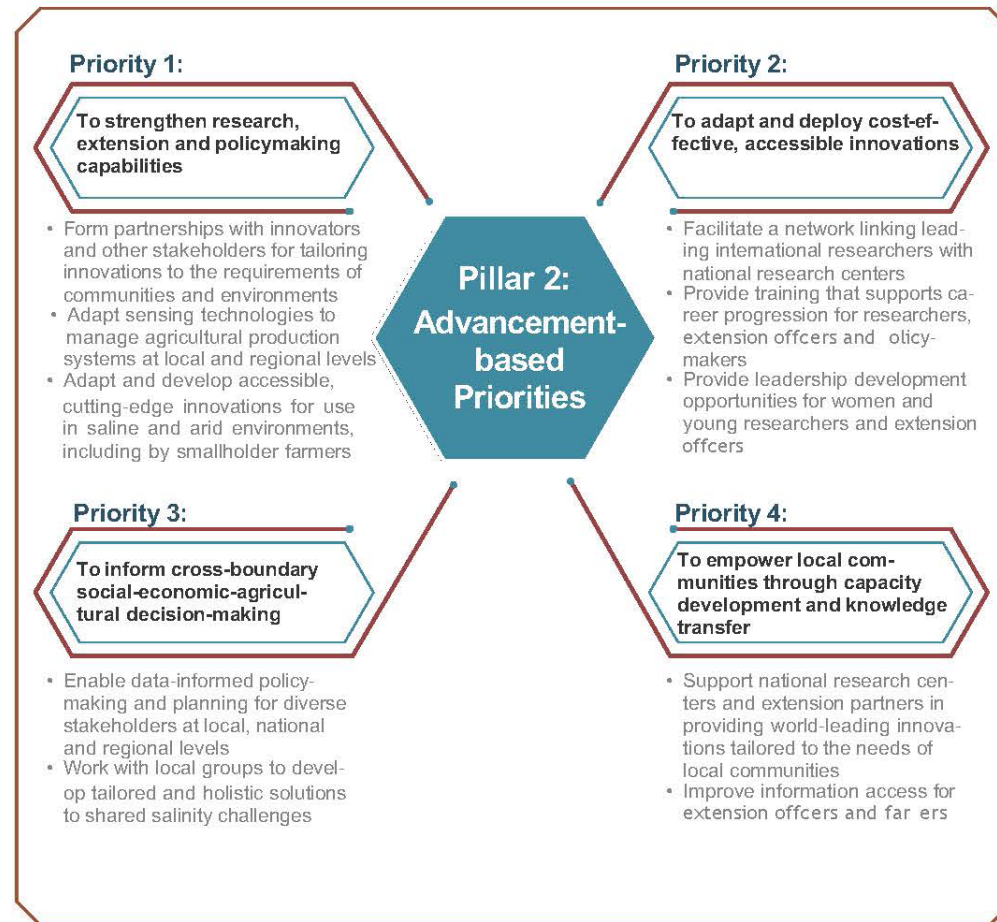 Priority 1:
To strengthen research,
extension and policymaking
capabilities
• Form partnerships with innovators
and other stakeholders for tailoring
innovations to the requirements of
communities and environments
• Adapt sensing technologies to
manage agricultural production
systems at local and regional levels
• Adapt and develop accessible,
cutting-edge innovations for use
in saline and arid environments,
including by smallholder farmers
Priority 2:
To adapt and deploy cost-ef-
fective, accessible innovations
• Facilitate a network linking lead-
ing international researchers with
national research centers
• Provide training that supports ca-
reer progression for researchers,
extension offcers and olicy-
makers
• Provide leadership development
opportunities for women and
young researchers and extension
offcers
Pillar 2:
Advancement-
based
Priorities
Priority 3:
To inform cross-boundary
social-economic-agricul-
tural decision-making
• Enable data-informed policy-
making and planning for diverse
stakeholders at local, national
and regional levels
• Work with local groups to devel-
op tailored and holistic solutions
to shared salinity challenges
Priority 4:
To empower local com-
munities through capacity
development and knowledge
transfer
• Support national research cen-
ters and extension partners in
providing world-leading innova-
tions tailored to the needs of
local communities
• Improve information access for
extension offcers and far ers